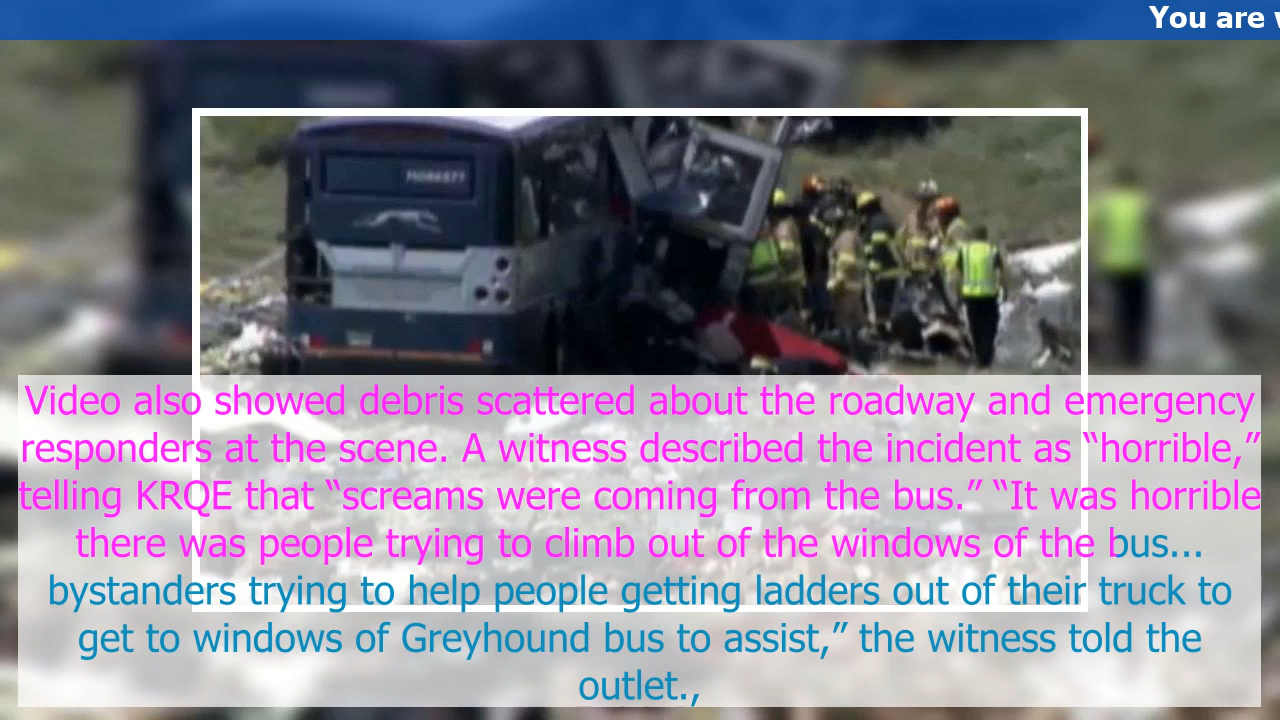 You are
Video also showed debris scattered about the roadway and emergency
responders at the scene. A witness described the incident as “horrible,”
telling KRQE that “screams were coming from the bus.” “It was horrible
there was people trying to climb out of the windows of the bus...
bystanders trying to help people getting ladders out of their truck to
get to windows of Greyhound bus to assist,” the witness told the
outlet.,